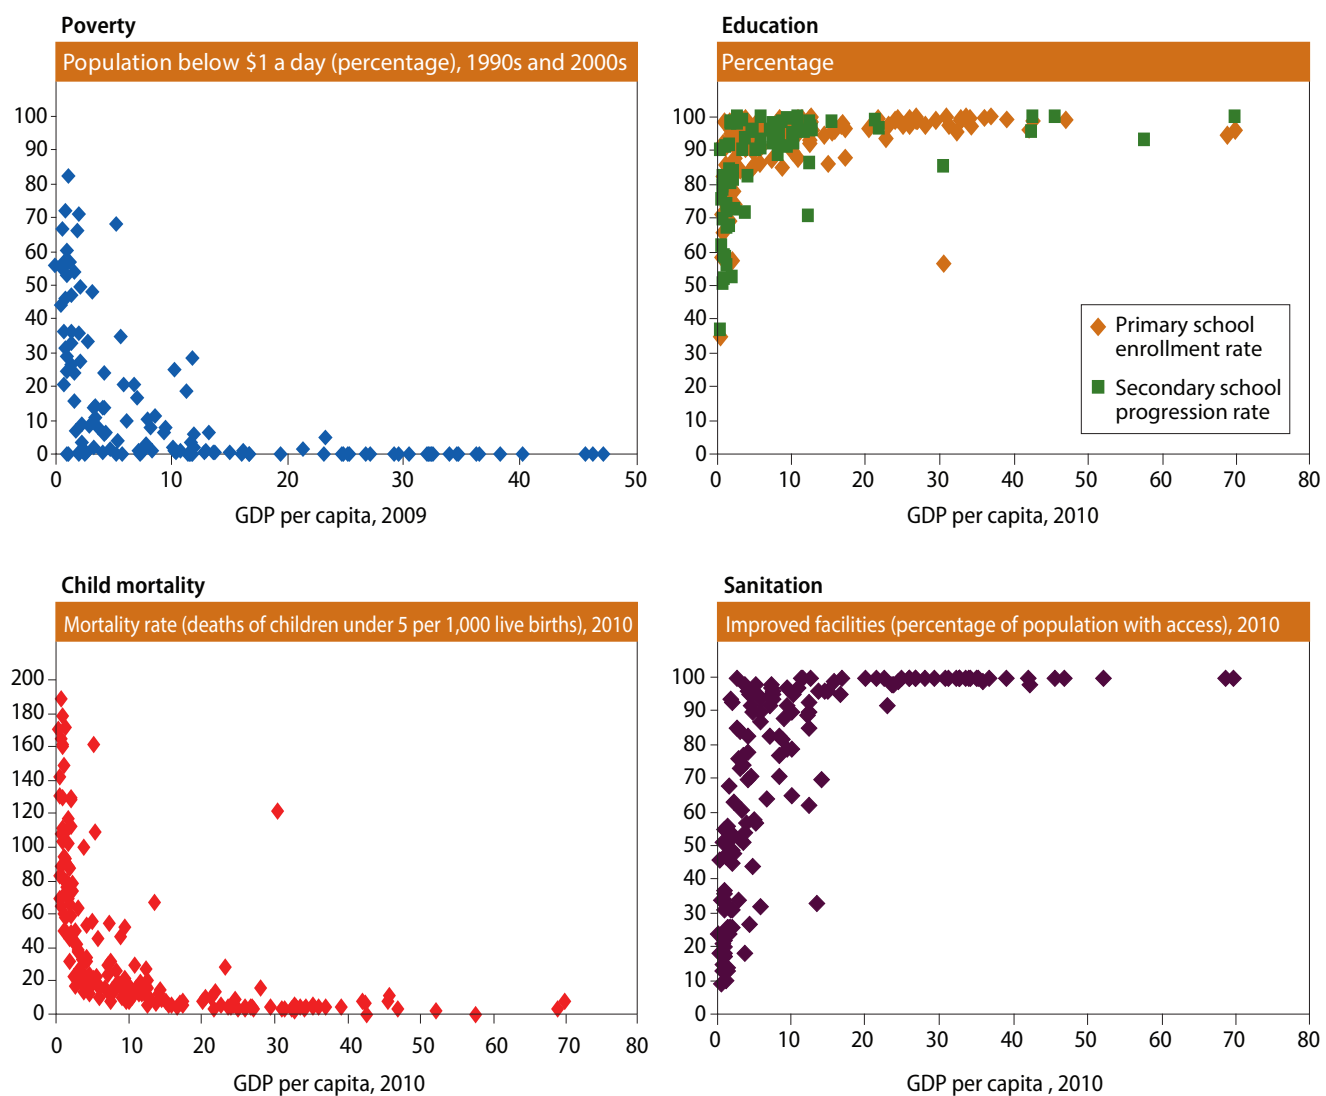 Poverty
Population below $1 a day (percentage), 1990s and 2000s
100
90
80
70
60
50
40
30
20
10
0
0 10 20 30 40 50
GDP per capita, 2009
Education
Percentage
100
90
80
70
60
50
40
30
20
10
0
Primary school
enrollment rate
Secondary school
progression rate
0 10 20 30 40 50 60 70 80
GDP per capita, 2010
Child mortality
Mortality rate (deaths of children under 5 per 1,000 live births), 2010
200
180
160
140
120
100
80
60
40
20
0
0 10 20 30 40 50 60 70 80
GDP per capita, 2010
Sanitation
Improved facilities (percentage of population with access), 2010
100
90
80
70
60
50
40
30
20
10
0
0 10 20 30 40 50 60 70 80
GDP per capita , 2010